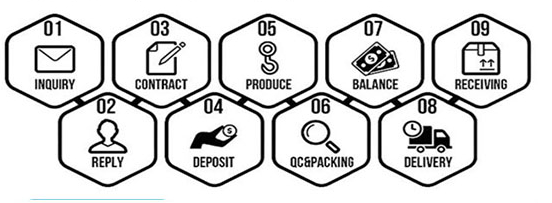 01
INQUIRY
02
REPLY
03
CONTRACT
04
DEPOSIT
05
PRODUCE
06
QC&PACKING
07
BALANCE
08
DELIVERY
09
RECEIVING